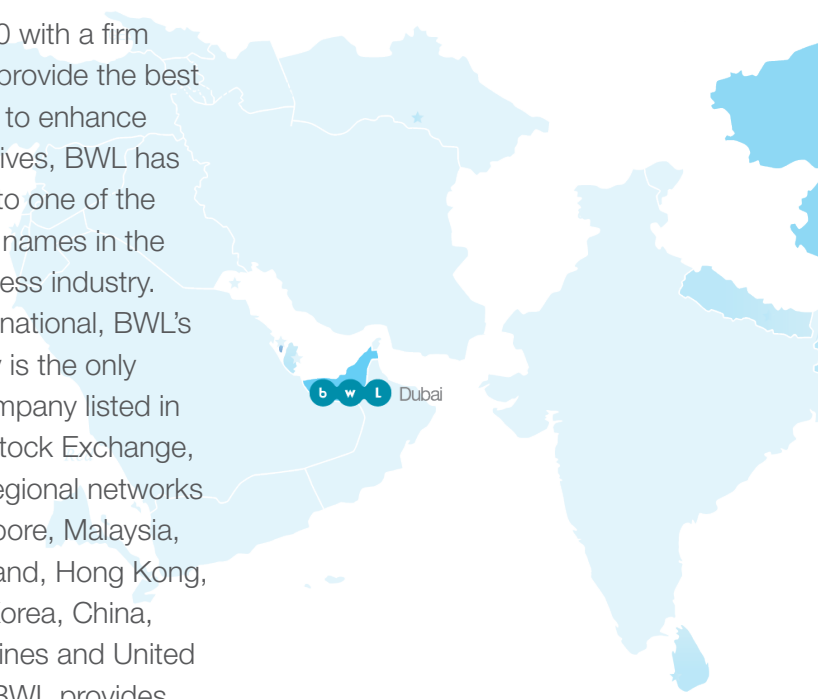 0 with a firm
provide the best
to enhance
ives, BWL has
to one of the
names in the
ess industry.
national, BWL's
is the only
mpany listed in
tock Exchange,
egional networks
pore, Malaysia,
and, Hong Kong,
orea, China,
ines and United
BWL provides
b w L Dubai